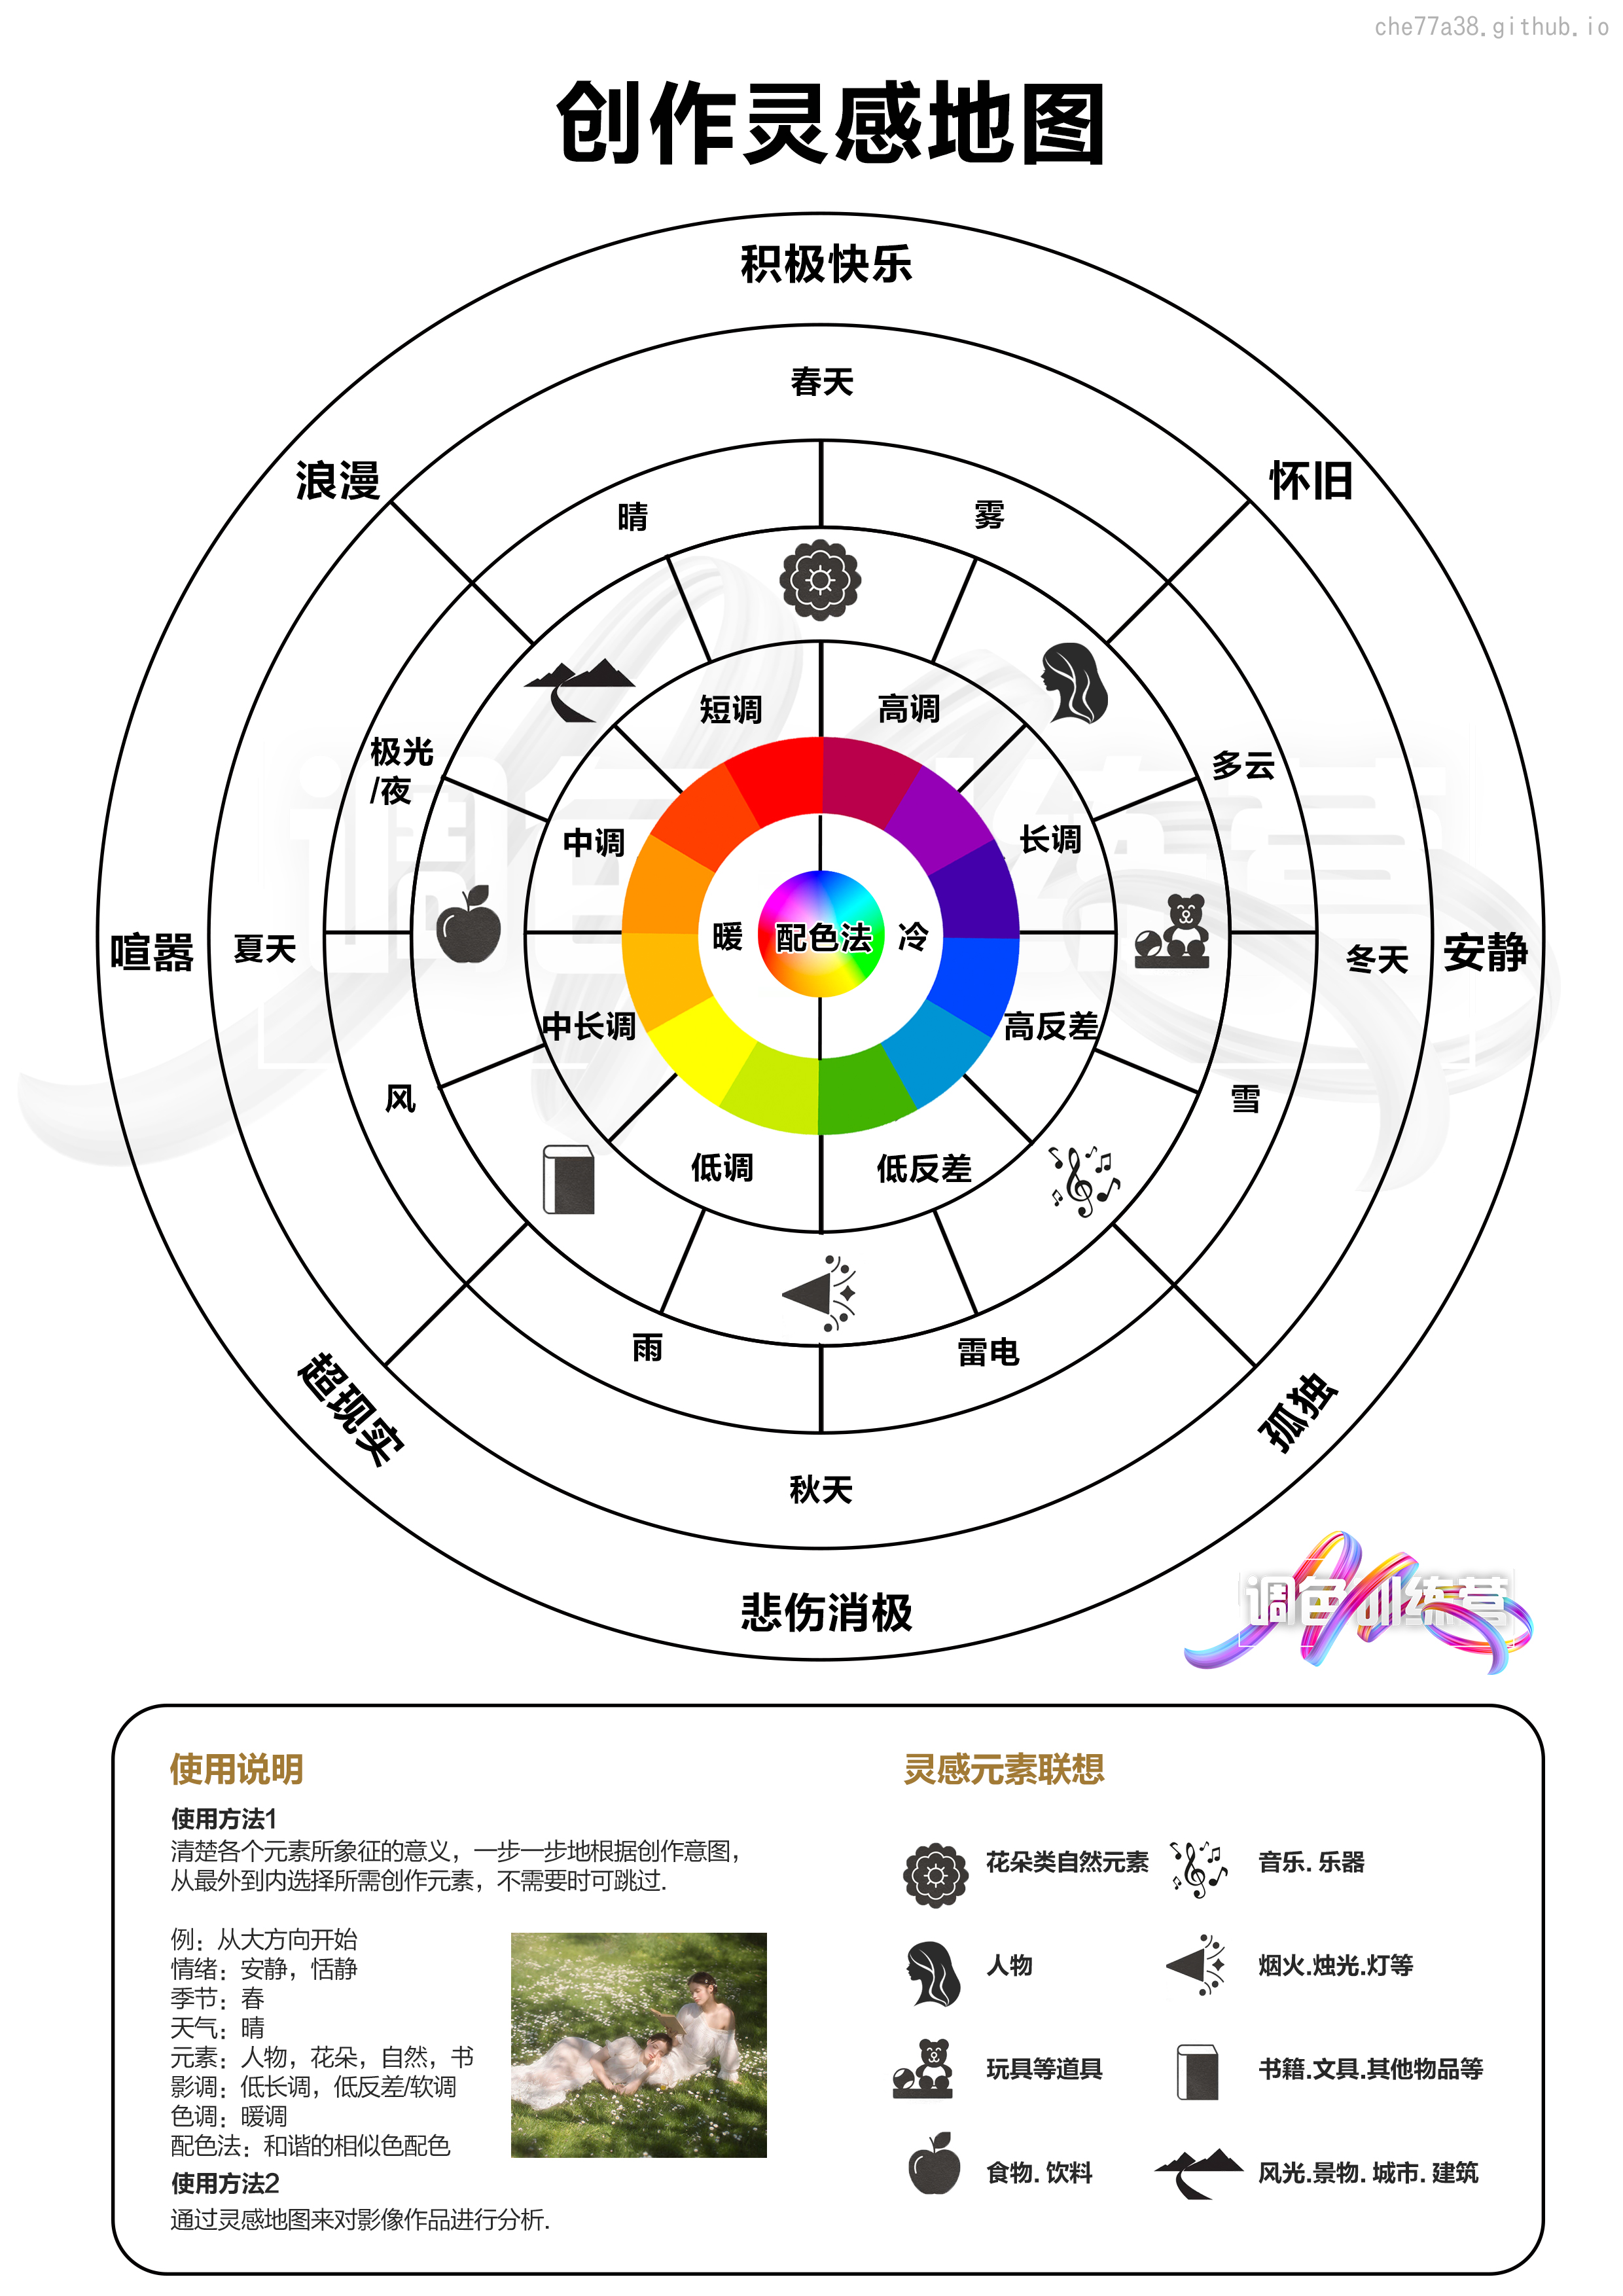 che77a38.github.io
创作灵感地图
积极快乐
春天
浪漫
怀旧
晴
雾
短调
高调
极光
/夜
多云
中调
长调
喧嚣
夏天
暖
配色法
冷
冬天
安静
中长调
高反差
风
雪
低调
低反差
雨
雷电
超现实
孤独
秋天
悲伤消极
调色训练营
调色训练营
使用说明
使用方法1
清楚各个元素所象征的意义，一步一步地根据创作意图，
从最外到内选择所需创作元素，不需要时可跳过.
例：从大方向开始
情绪：安静，恬静
季节：春
天气：晴
元素：人物，花朵，自然，书
影调：低长调，低反差/软调
色调：暖调
配色法：和谐的相似色配色
使用方法2
通过灵感地图来对影像作品进行分析.
灵感元素联想
花朵类自然元素
音乐. 乐器
人物
烟火.烛光.灯等
玩具等道具
书籍.文具.其他物品等
食物. 饮料
风光.景物. 城市. 建筑